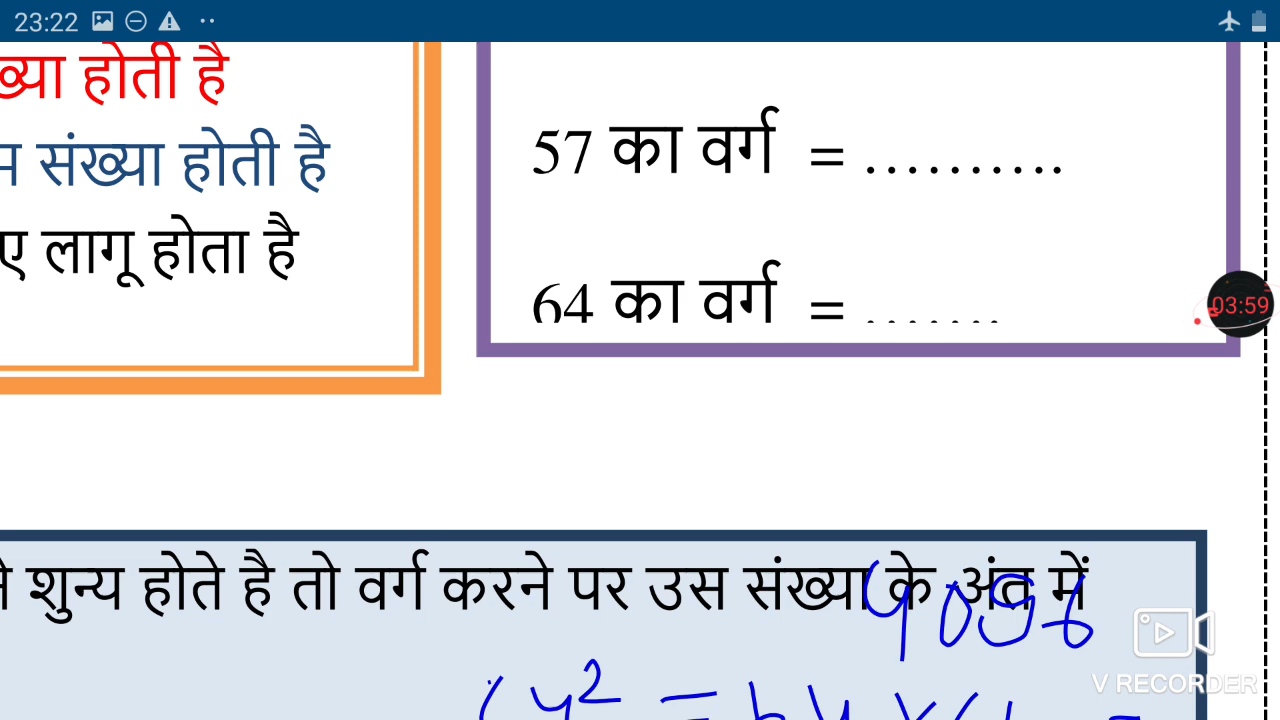 23:22
ख्या होती है
म संख्या होती है
ए लागू होता है
57 का वर्ग = ……….
64 का वर्ग = …….
03:59
शुन्य होते है तो वर्ग करने पर उस संख्या के अंत में
4096
V RECORDER